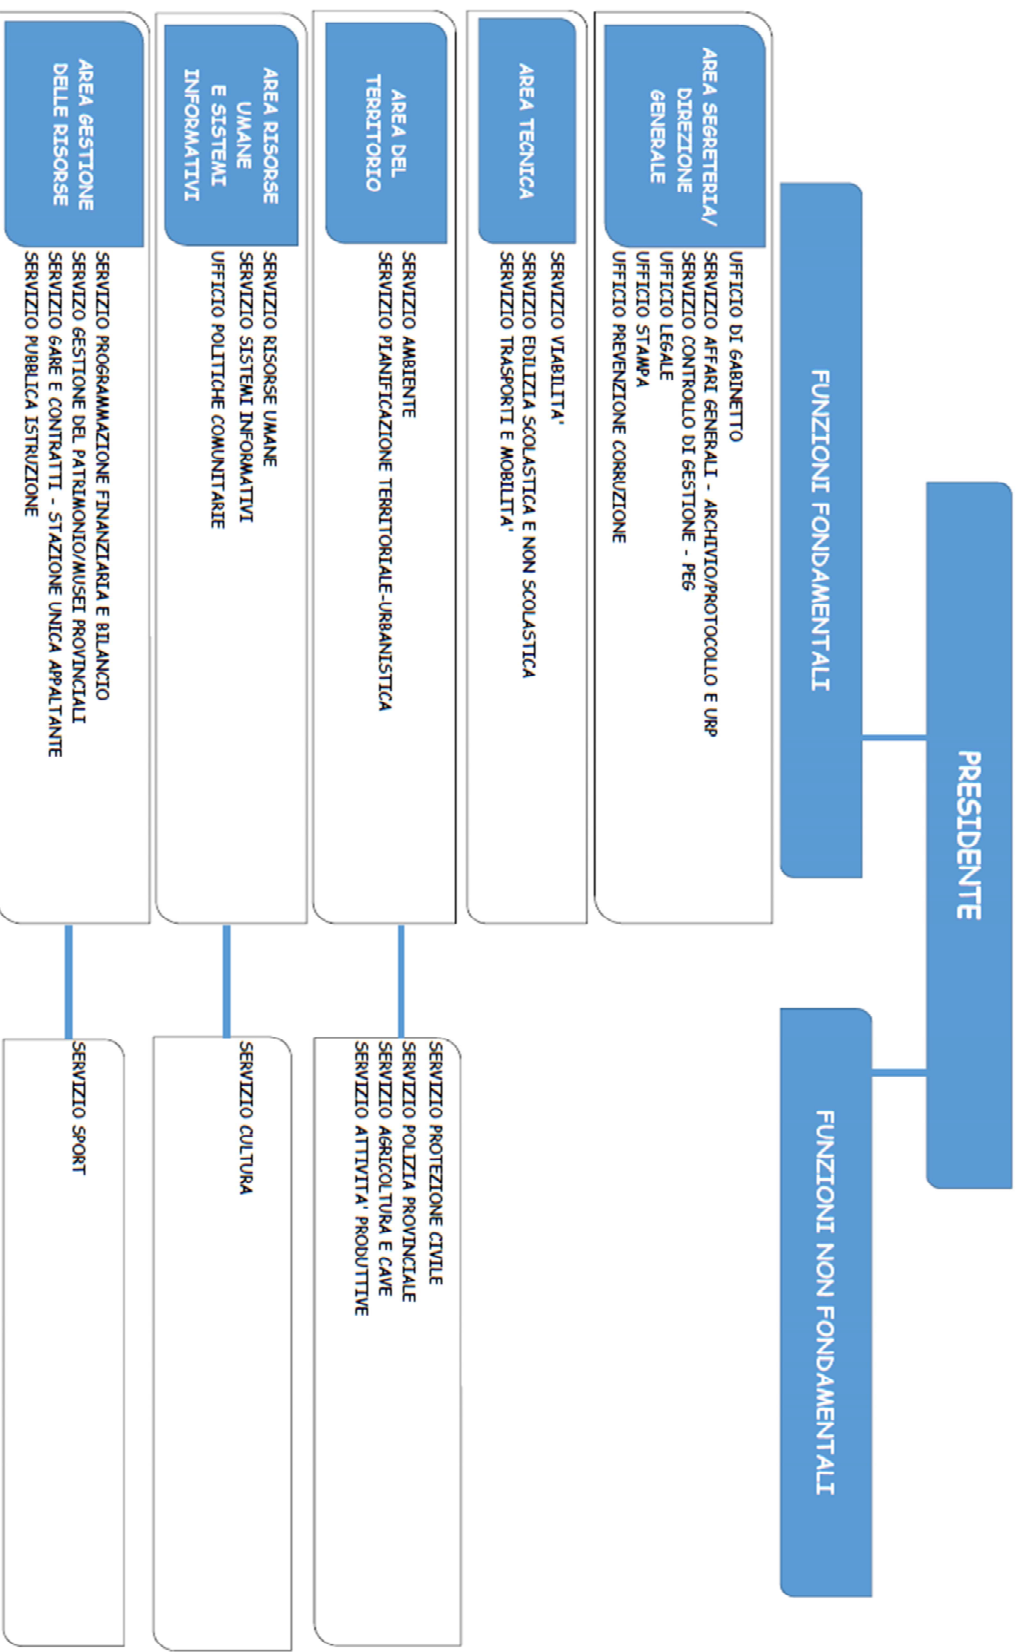 PRESIDENTE
FUNZIONI FONDAMENTALI
FUNZIONI NON FONDAMENTALI
AREA SEGRETERIA/
DIREZIONE
GENERALE
UFFICIO DI GABINETTO
SERVIZIO AFFARI GENERALI - ARCHIVIO/PROTOCOLLO E URP
SERVIZIO CONTROLLO DI GESTIONE - PEG
UFFICIO LEGALE
UFFICIO STAMPA
UFFICIO PREVENZIONE CORRUZIONE
AREA TECNICA
SERVIZIO VIABILITA'
SERVIZIO EDILIZIA SCOLASTICA E NON SCOLASTICA
SERVIZIO TRASPORTI E MOBILITA'
AREA DEL
TERRITORIO
SERVIZIO AMBIENTE
SERVIZIO PIANIFICAZIONE TERRITORIALE-URBANISTICA
SERVIZIO PROTEZIONE CIVILE
SERVIZIO POLIZIA PROVINCIALE
SERVIZIO AGRICOLTURA E CAVE
SERVIZIO ATTIVITA' PRODUTTIVE
AREA RISORSE
UMANE
E SISTEMI
INFORMATIVI
SERVIZIO RISORSE UMANE
SERVIZIO SISTEMI INFORMATIVI
UFFICIO POLITICHE COMUNITARIE
SERVIZIO CULTURA
AREA GESTIONE
DELLE RISORSE
SERVIZIO PROGRAMMAZIONE FINANZIARIA E BILANCIO
SERVIZO GESTIONE DEL PATRIMONIO/MUSEI PROVINCIALI
SERVIZIO GARE E CONTRATTI - STAZIONE UNICA APPALTANTE
SERVIZIO PUBBLICA ISTRUZIONE
SERVIZIO SPORT